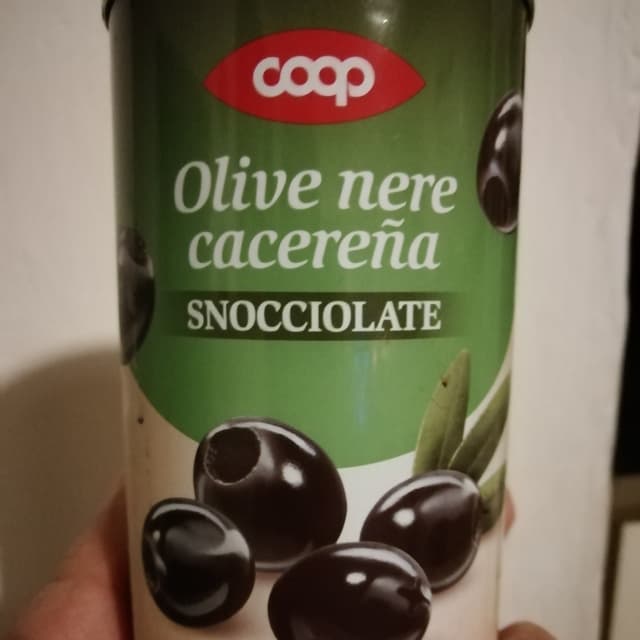 coop
Olive nere
cacereña
SNOCCIOLATE